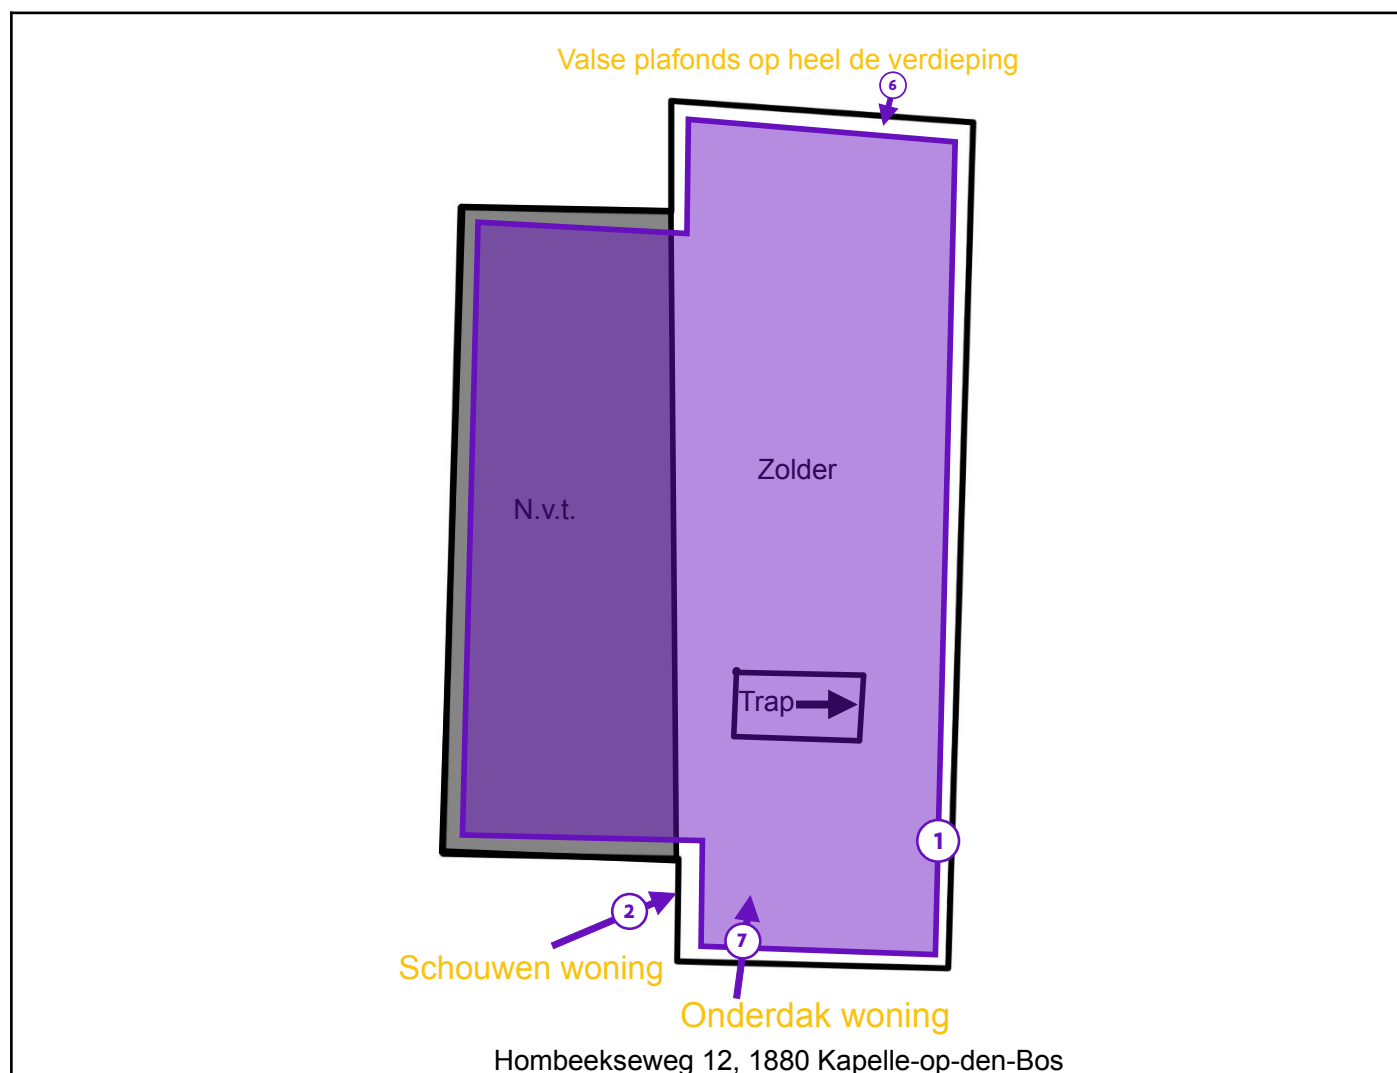 Valse plafonds op heel de verdieping
6
Zolder
N.v.t.
Trap
1
2
7
Schouwen woning
Onderdak woning
Hombeekseweg 12, 1880 Kapelle-op-den-Bos